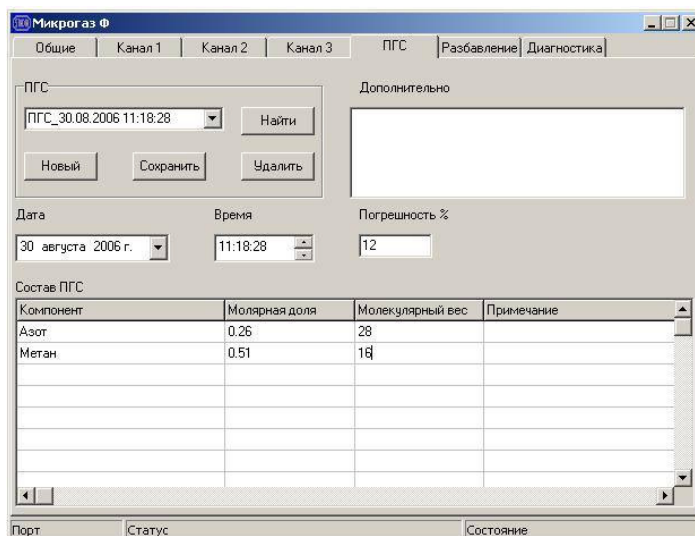 Микрогаз Ф
Общие Канал 1 Канал 2 Канал 3 ПГС Разбавление Диагностика
ПГС
ПГС_30.08.2006 11:18:28 Найти
Новый Сохранить Удалить
Дополнительно
Дата Время Погрешность %
30 августа 2006 г. 11:18:28 12
Состав ПГС
Компонент Молярная доля Молекулярный вес Примечание
Азот 0.26 28
Метан 0.51 16
Порт Статус Состояние